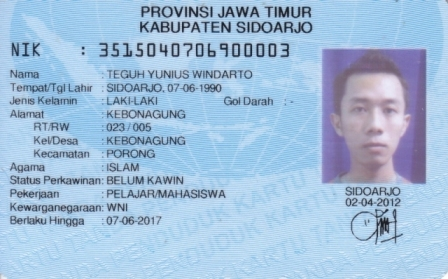 PROVINSI JAWA TIMUR
KABUPATEN SIDOARJO
NIK : 3515040706900003
Nama : TEGUH YUNIUS WINDARTO
Tempat/Tgl Lahir : SIDOARJO, 07-06-1990
Jenis Kelamin : LAKI-LAKI Gol Darah : -
Alamat : KEBONAGUNG
RT/RW : 023 / 005
Kel/Desa : KEBONAGUNG
Kecamatan : PORONG
Agama : ISLAM
Status Perkawinan: BELUM KAWIN
Pekerjaan : PELAJAR/MAHASISWA
Kewarganegaraan: WNI
Berlaku Hingga : 07-06-2017
SIDOARJO
02-04-2012